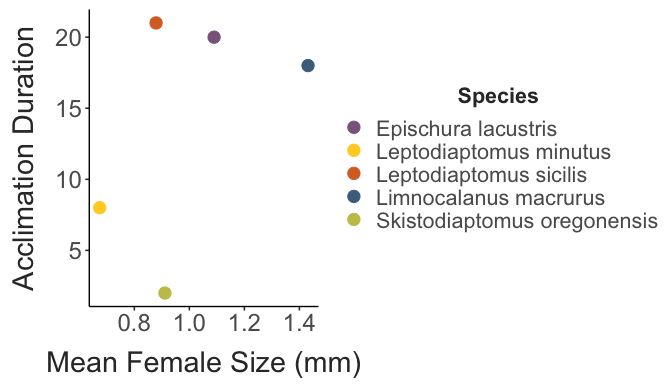 20
15
10
5
Acclimation Duration
0.8 1.0 1.2 1.4
Mean Female Size (mm)
Species
Epischura lacustris
Leptodiaptomus minutus
Leptodiaptomus sicilis
Limnocalanus macrurus
Skistodiaptomus oregonensis